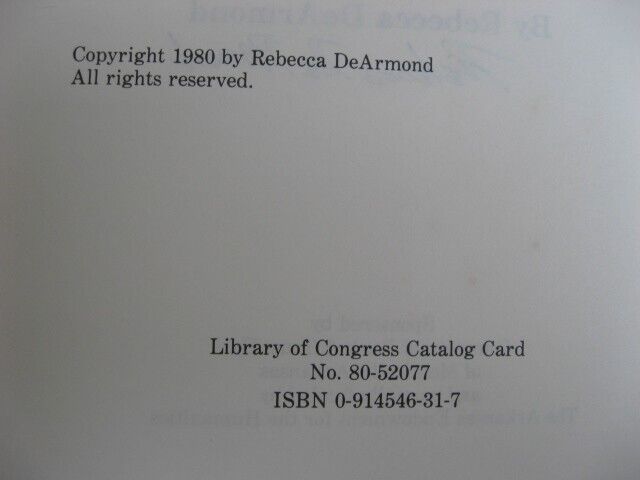 Copyright 1980 by Rebecca DeArmond
All rights reserved.
Library of Congress Catalog Card
No. 80-52077
ISBN 0-914546-31-7